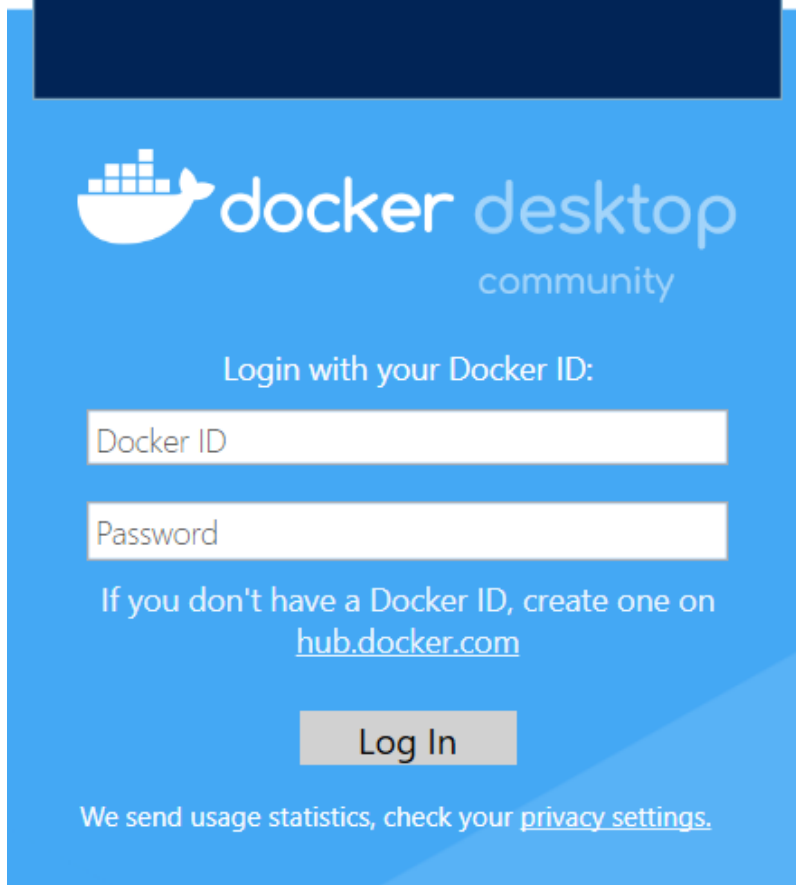 docker desktop
community
Login with your Docker ID:
Docker ID
Password
If you don't have a Docker ID, create one on
hub.docker.com
Log In
We send usage statistics, check your privacy settings.